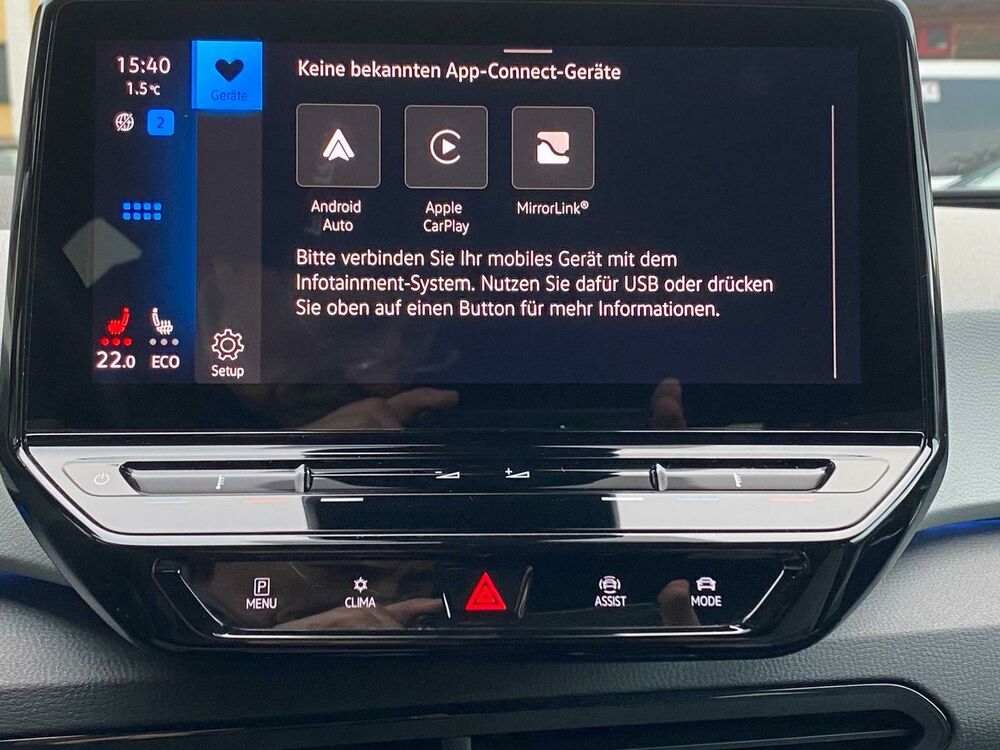 15:40
1.5°C
2
Geräte
Keine bekannten App-Connect-Geräte
Android
Auto
Apple
CarPlay
MirrorLink®
Bitte verbinden Sie Ihr mobiles Gerät mit dem
Infotainment-System. Nutzen Sie dafür USB oder drücken
Sie oben auf einen Button für mehr Informationen.
22.0
ECO
Setup
- +
P
MENU
CLIMA
ASSIST
MODE